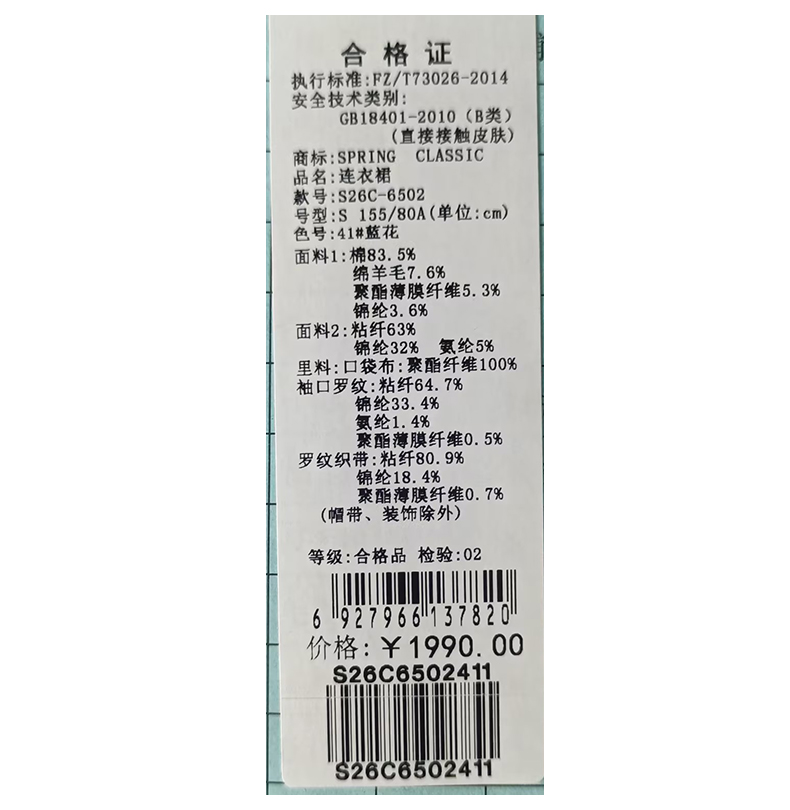 合格证
执行标准:FZ/T73026-2014
安全技术类别:
GB18401-2010（B类）
(直接接触皮肤)
商标:SPRING CLASSIC
品名:连衣裙
款号:S26C-6502
号型:S 155/80A(单位:cm)
色号:41#蓝花
面料1:棉83.5%
绵羊毛7.6%
聚酯薄膜纤维5.3%
锦纶3.6%
面料2:粘纤63%
锦纶32% 氨纶5%
里料:口袋布:聚酯纤维100%
袖口罗纹:粘纤64.7%
锦纶33.4%
氨纶1.4%
聚酯薄膜纤维0.5%
罗纹织带:粘纤80.9%
锦纶18.4%
聚酯薄膜纤维0.7%
(帽带、装饰除外)
等级:合格品 检验:02
6 927966 137820
价格:¥1990.00
S26C6502411
S26C6502411